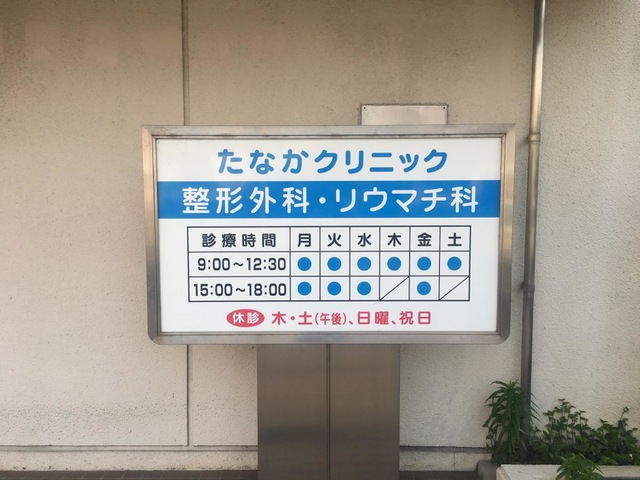 たなかクリニック
整形外科・リウマチ科
診療時間 月 火 水 木 金 土
9:00～12:30 ● ● ● ● ● ●
15:00～18:00 ● ● ● ／ ● ／
休診 木・土(午後)、日曜、祝日